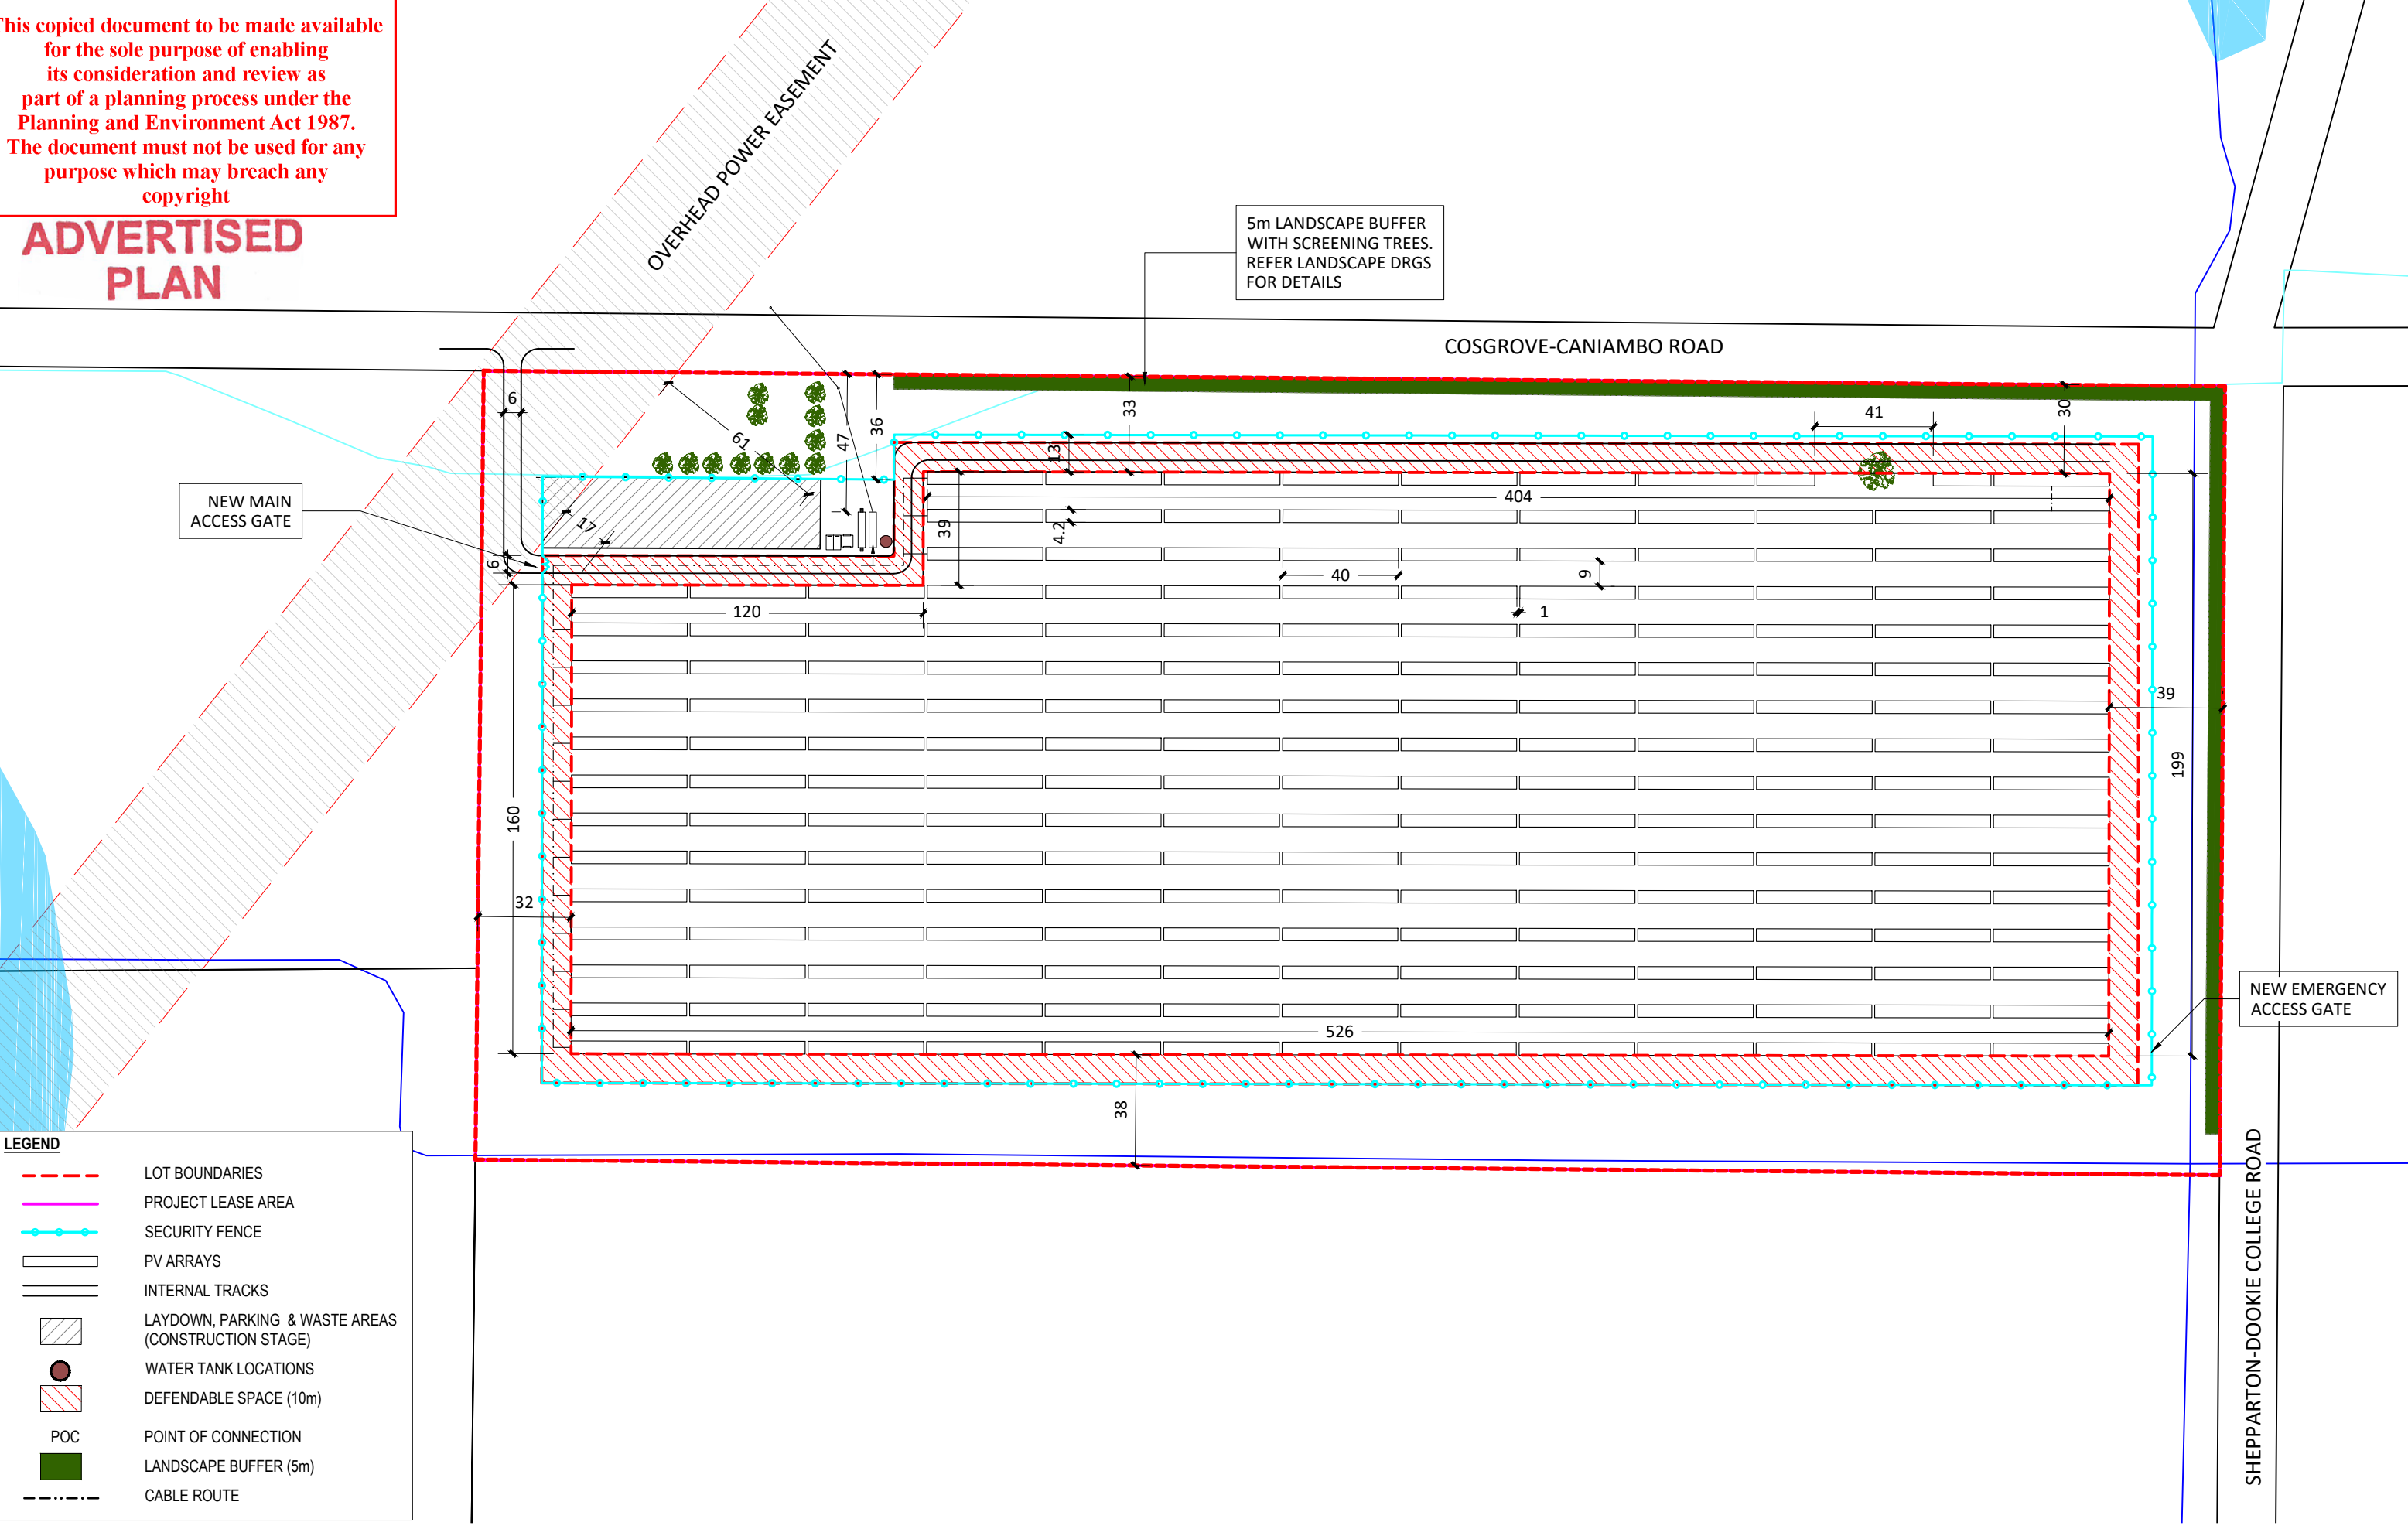 This copied document to be made available
for the sole purpose of enabling
its consideration and review as
part of a planning process under the
Planning and Environment Act 1987.
The document must not be used for any
purpose which may breach any
copyright
ADVERTISED
PLAN
OVERHEAD POWER EASEMENT
5m LANDSCAPE BUFFER
WITH SCREENING TREES.
REFER LANDSCAPE DRGS
FOR DETAILS
COSGROVE-CANIAMBO ROAD
6
61
47
36
33
13
41
30
NEW MAIN
ACCESS GATE
17
6
39
404
4.2
40
9
120
1
39
199
160
32
526
38
NEW EMERGENCY
ACCESS GATE
SHEPPARTON-DOOKIE COLLEGE ROAD
LEGEND
LOT BOUNDARIES
PROJECT LEASE AREA
SECURITY FENCE
PV ARRAYS
INTERNAL TRACKS
LAYDOWN, PARKING & WASTE AREAS
(CONSTRUCTION STAGE)
WATER TANK LOCATIONS
DEFENDABLE SPACE (10m)
POC POINT OF CONNECTION
LANDSCAPE BUFFER (5m)
CABLE ROUTE